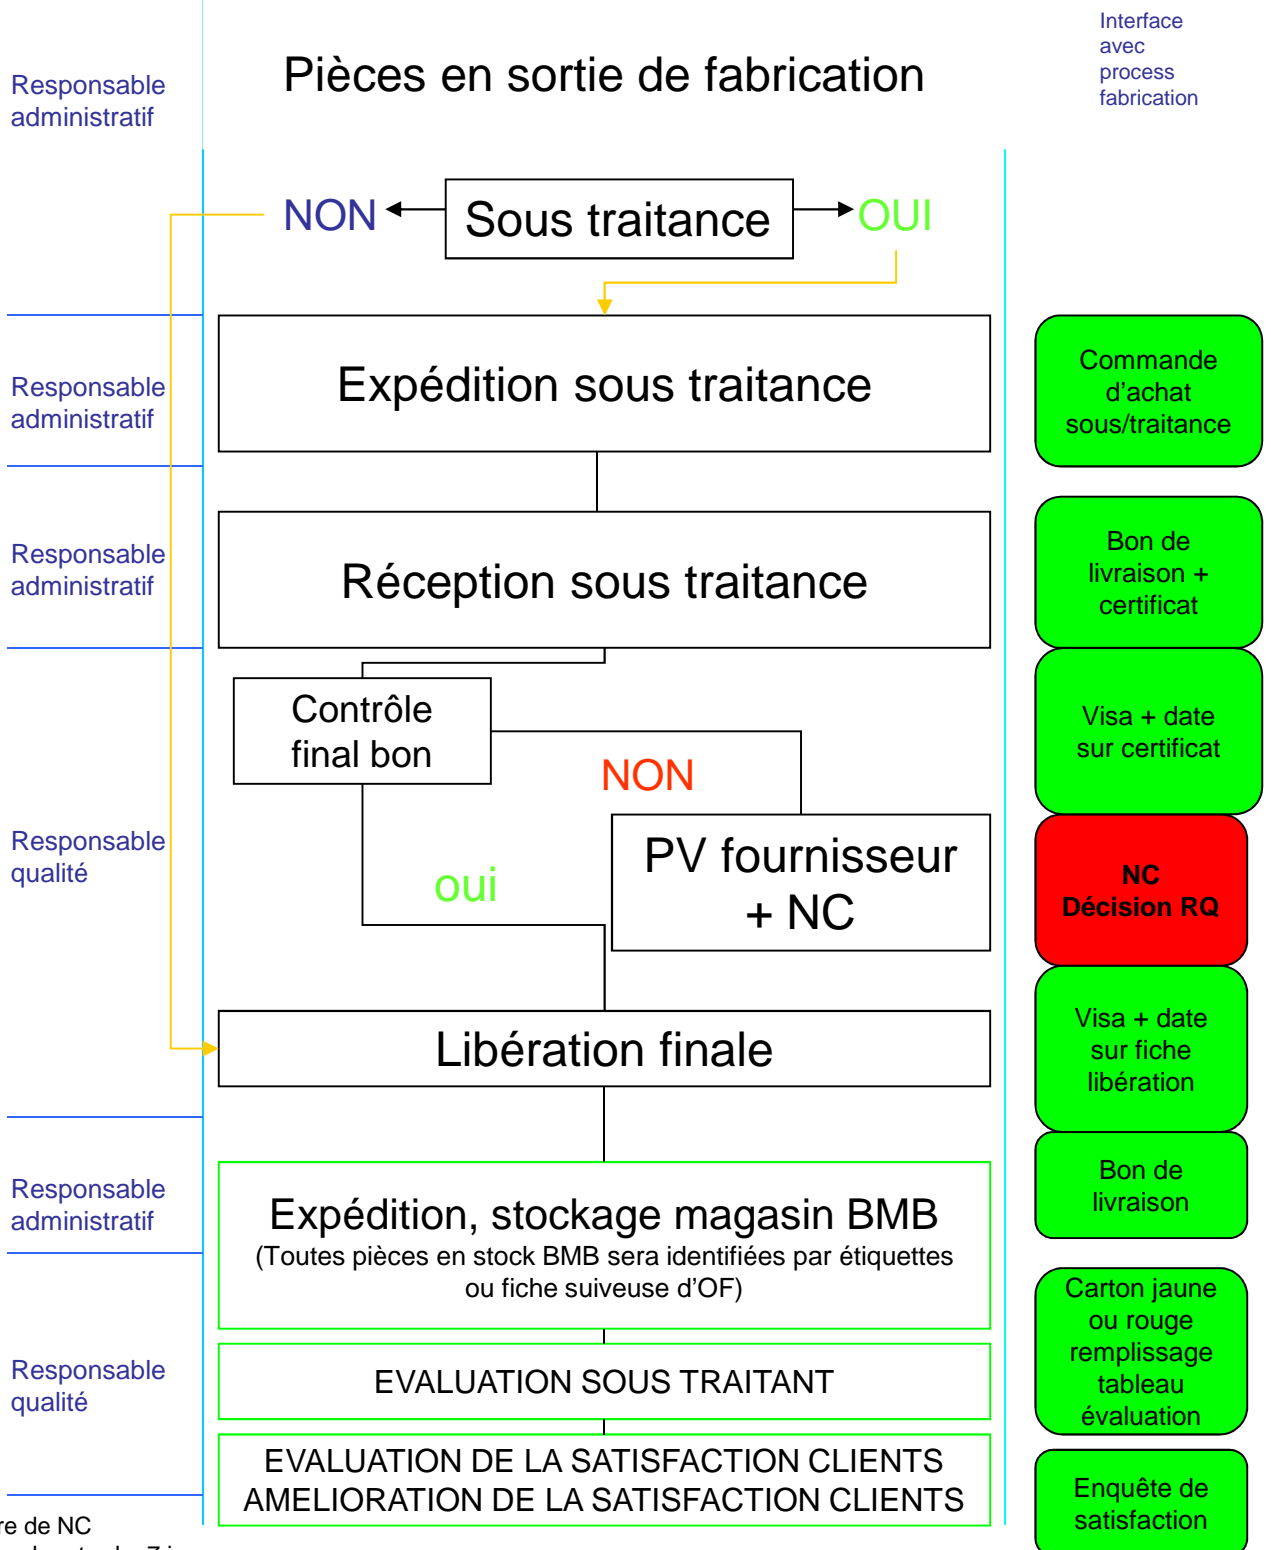 Interface
avec
process
fabrication
Responsable
administratif
Pièces en sortie de fabrication
NON
Sous traitance
OUI
Responsable
administratif
Expédition sous traitance
Commande
d’achat
sous/traitance
Responsable
administratif
Réception sous traitance
Bon de
livraison +
certificat
Contrôle
final bon
NON
Visa + date
sur certificat
Responsable
qualité
oui
PV fournisseur
+ NC
NC
Décision RQ
Libération finale
Visa + date
sur fiche
libération
Responsable
administratif
Expédition, stockage magasin BMB
(Toutes pièces en stock BMB sera identifiées par étiquettes
ou fiche suiveuse d’OF)
Bon de
livraison
Responsable
qualité
EVALUATION SOUS TRAITANT
Carton jaune
ou rouge
remplissage
tableau
évaluation
EVALUATION DE LA SATISFACTION CLIENTS
AMELIORATION DE LA SATISFACTION CLIENTS
Enquête de
satisfaction
re de NC